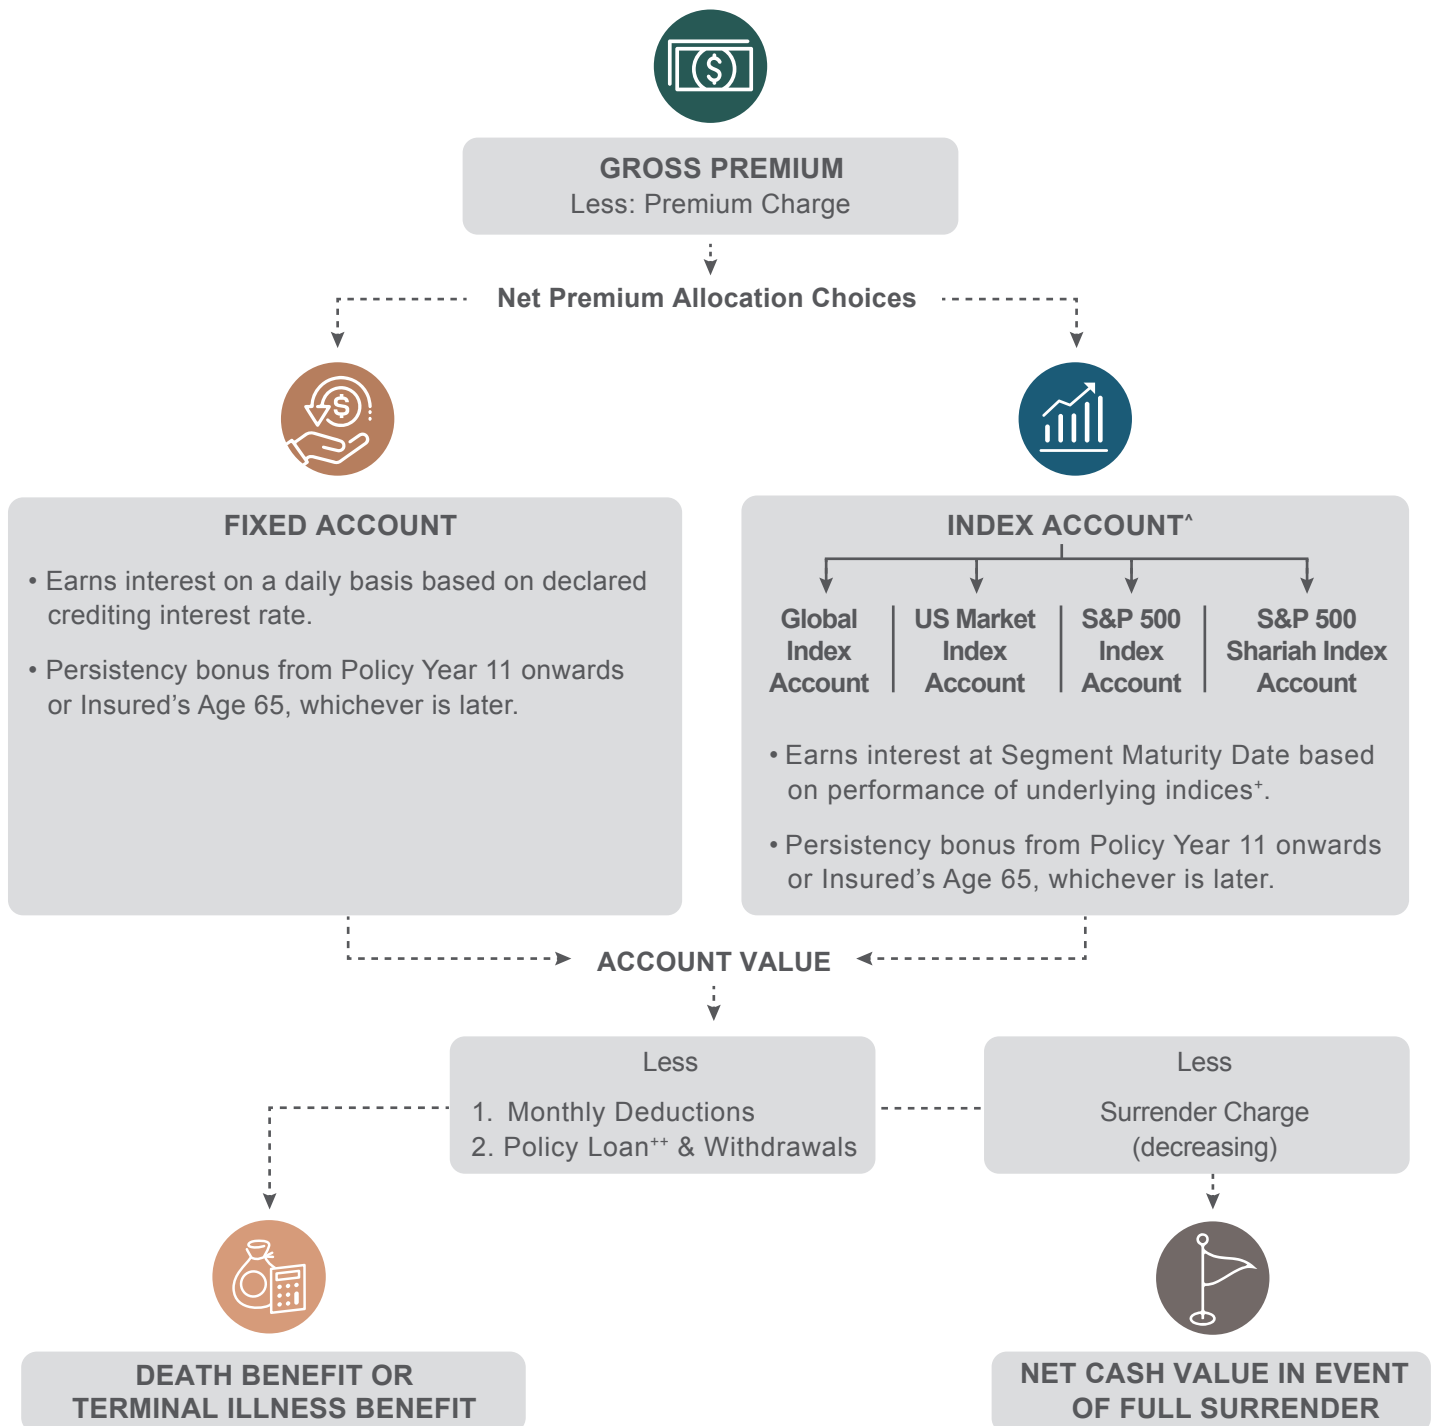 GROSS PREMIUM
Less: Premium Charge
Net Premium Allocation Choices
FIXED ACCOUNT
• Earns interest on a daily basis based on declared
crediting interest rate.
• Persistency bonus from Policy Year 11 onwards
or Insured's Age 65, whichever is later.
INDEX ACCOUNT^
Global
Index
Account
US Market
Index
Account
S&P 500
Index
Account
S&P 500
Shariah Index
Account
• Earns interest at Segment Maturity Date based
on performance of underlying indices+.
• Persistency bonus from Policy Year 11 onwards
or Insured's Age 65, whichever is later.
ACCOUNT VALUE
Less
1. Monthly Deductions
2. Policy Loan++ & Withdrawals
Less
Surrender Charge
(decreasing)
DEATH BENEFIT OR
TERMINAL ILLNESS BENEFIT
NET CASH VALUE IN EVENT
OF FULL SURRENDER